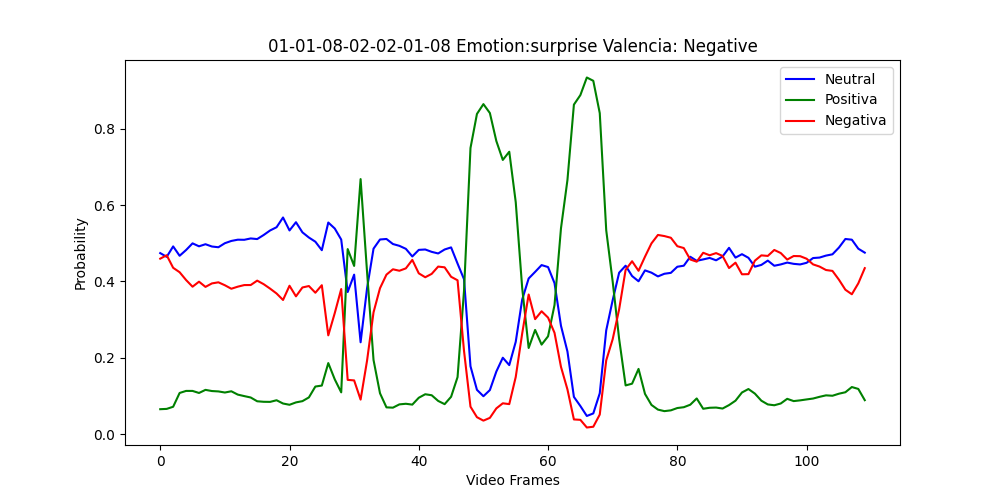 01-01-08-02-02-01-08 Emotion:surprise Valencia: Negative
Neutral
Positiva
Negativa
Probability
0.8
0.6
0.4
0.2
0.0
0 20 40 60 80 100
Video Frames